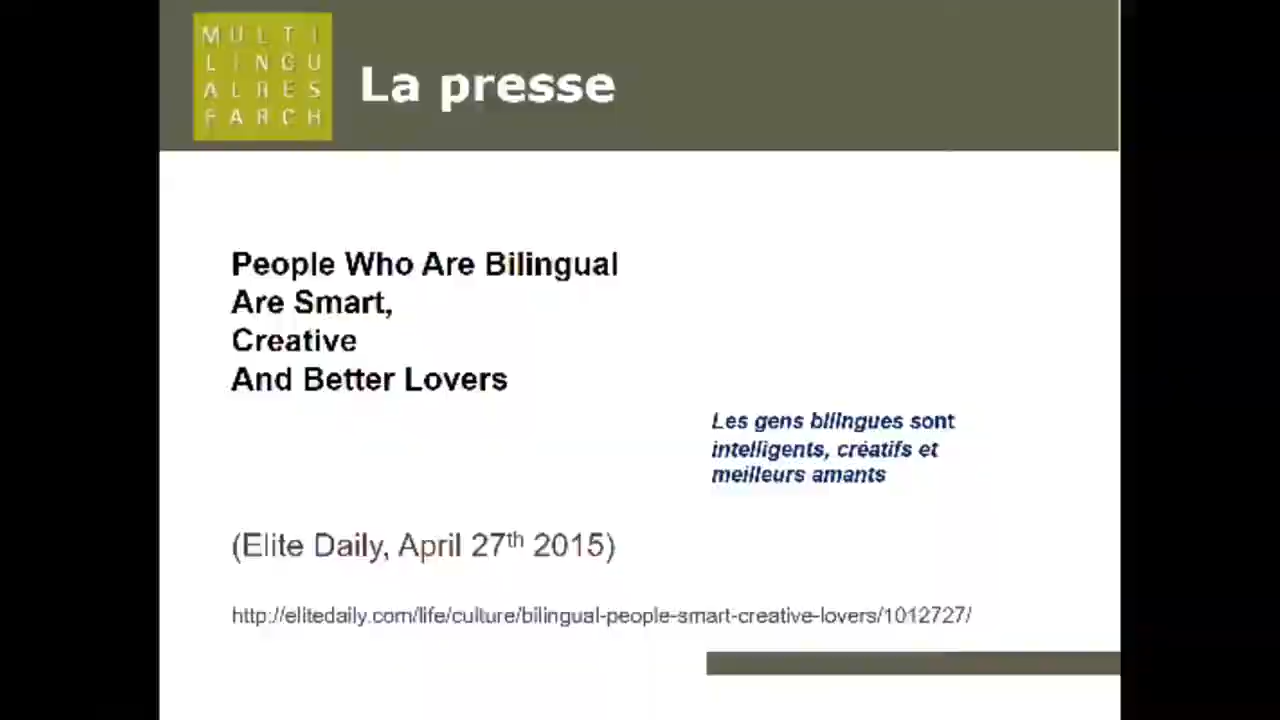 MULTI
LINGU
ALRES
EARCH
La presse
People Who Are Bilingual
Are Smart,
Creative
And Better Lovers
Les gens bilingues sont
intelligents, créatifs et
meilleurs amants
(Elite Daily, April 27th 2015)
http://elitedaily.com/life/culture/bilingual-people-smart-creative-lovers/1012727/